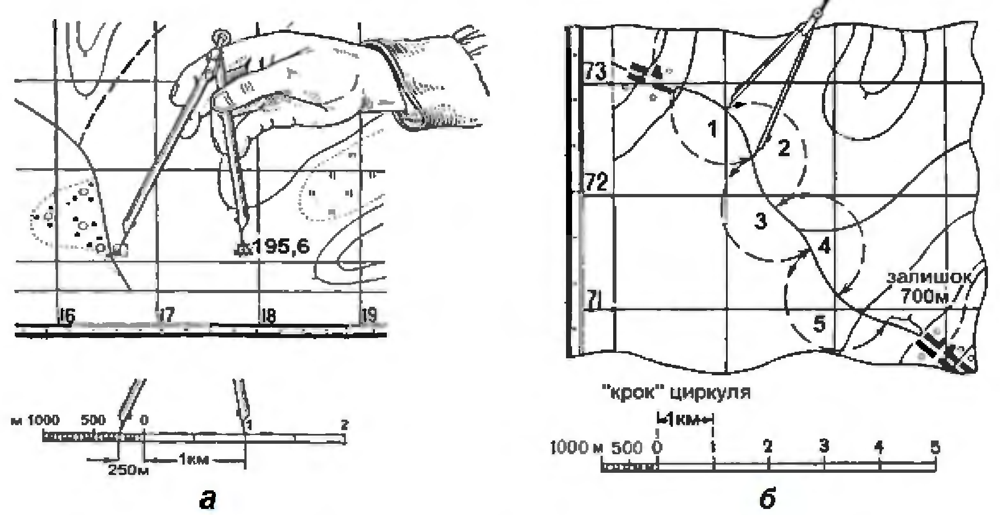 195,6
16 17 18 19
м 1000 500 0 1 2
1км
250м
а
73
1
2
72
3
4
залишок
700м
71
5
"крок" циркуля
1км
1000 м 500 0 1 2 3 4 5
б